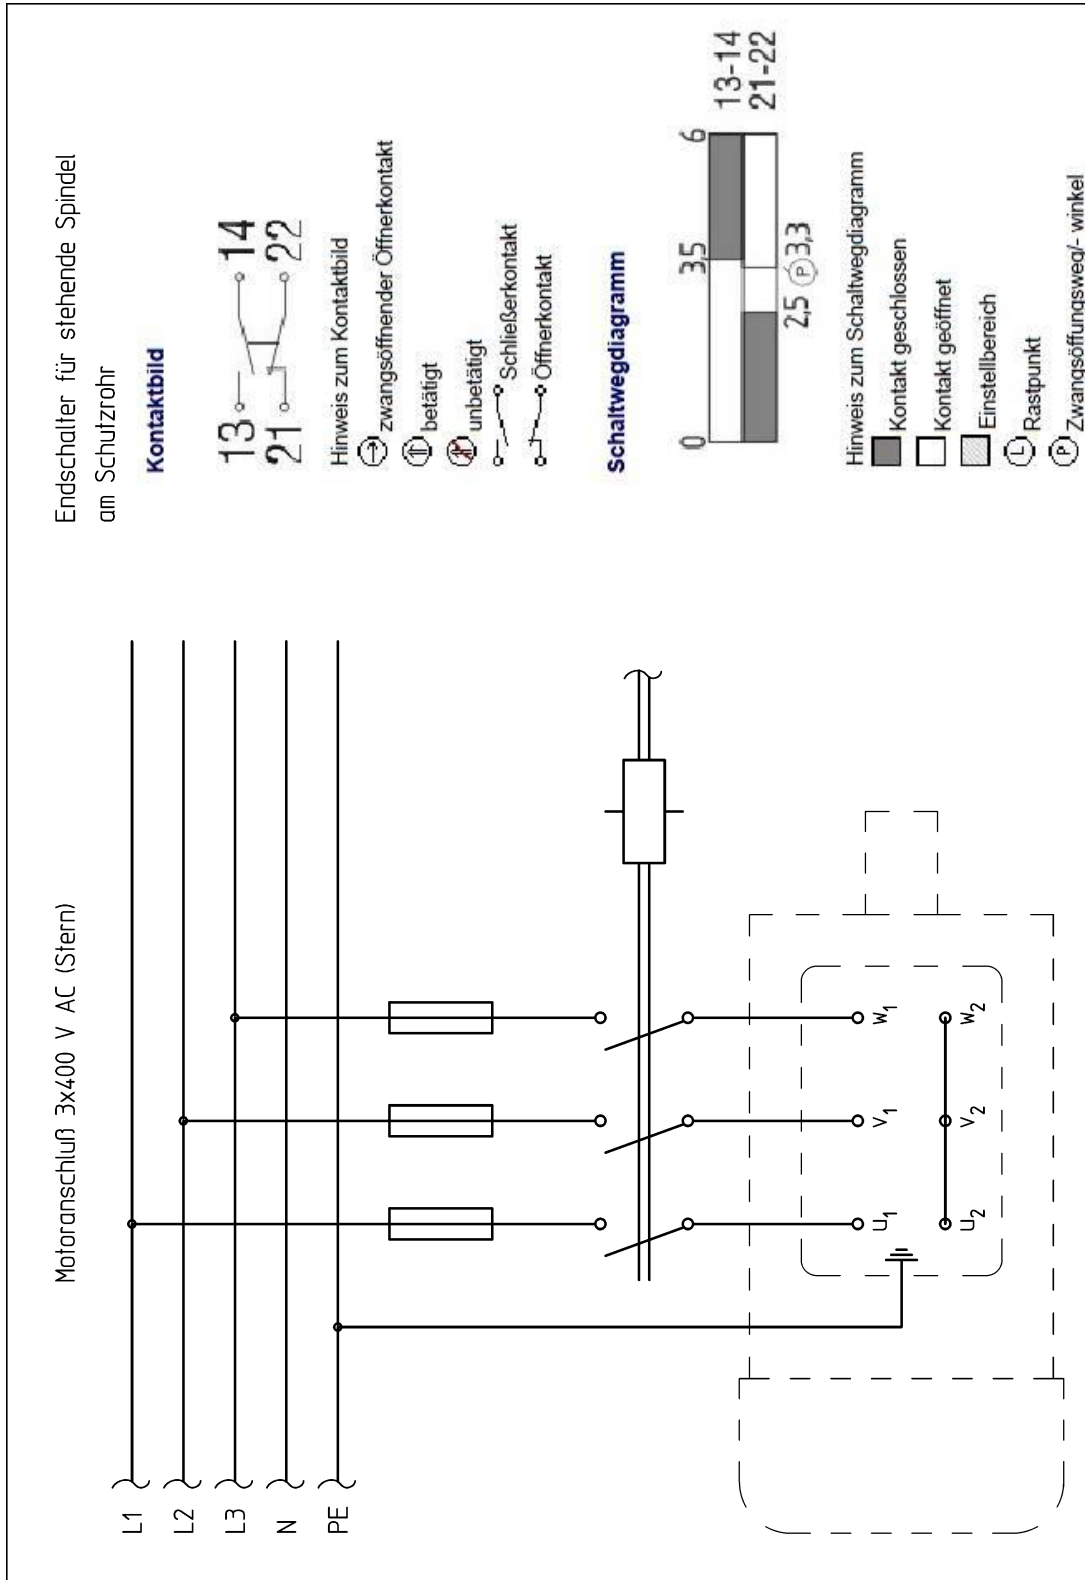 Motoranschluß 3x400 V AC (Stern)
L1
L2
L3
N
PE
U1
V1
W1
U2
V2
W2
Endschalter für stehende Spindel
am Schutzrohr
Kontaktbild
13 14
21 22
Hinweis zum Kontaktbild
zwangsöffnender Öffnerkontakt
betätigt
unbetätigt
Schließerkontakt
Öffnerkontakt
Schaltwegdiagramm
0 3,5 6
13-14
21-22
2,5 P 3,3
Hinweis zum Schaltwegdiagramm
Kontakt geschlossen
Kontakt geöffnet
Einstellbereich
L Rastpunkt
P Zwangsöffungsweg/- winkel